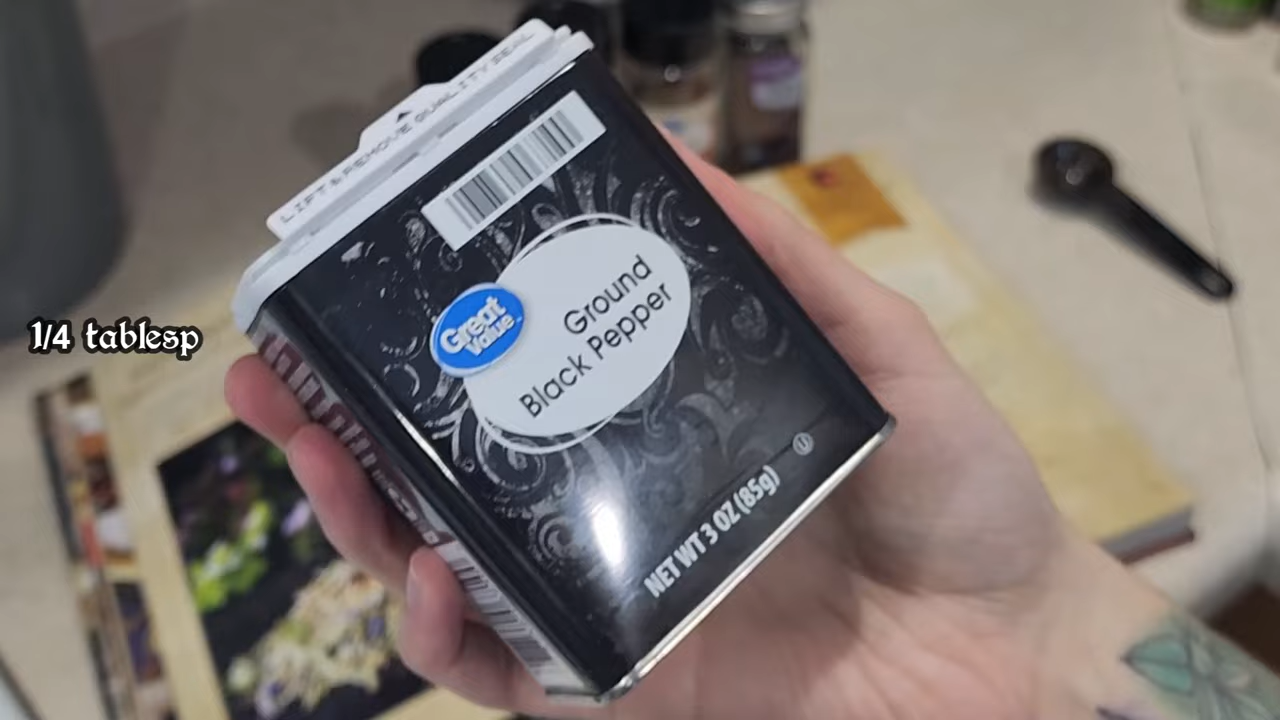 LIFT & REMOVE QUALITY SEAL
Great
Value
Ground
Black Pepper
1/4 tablesp
NET WT 3 OZ (85g)